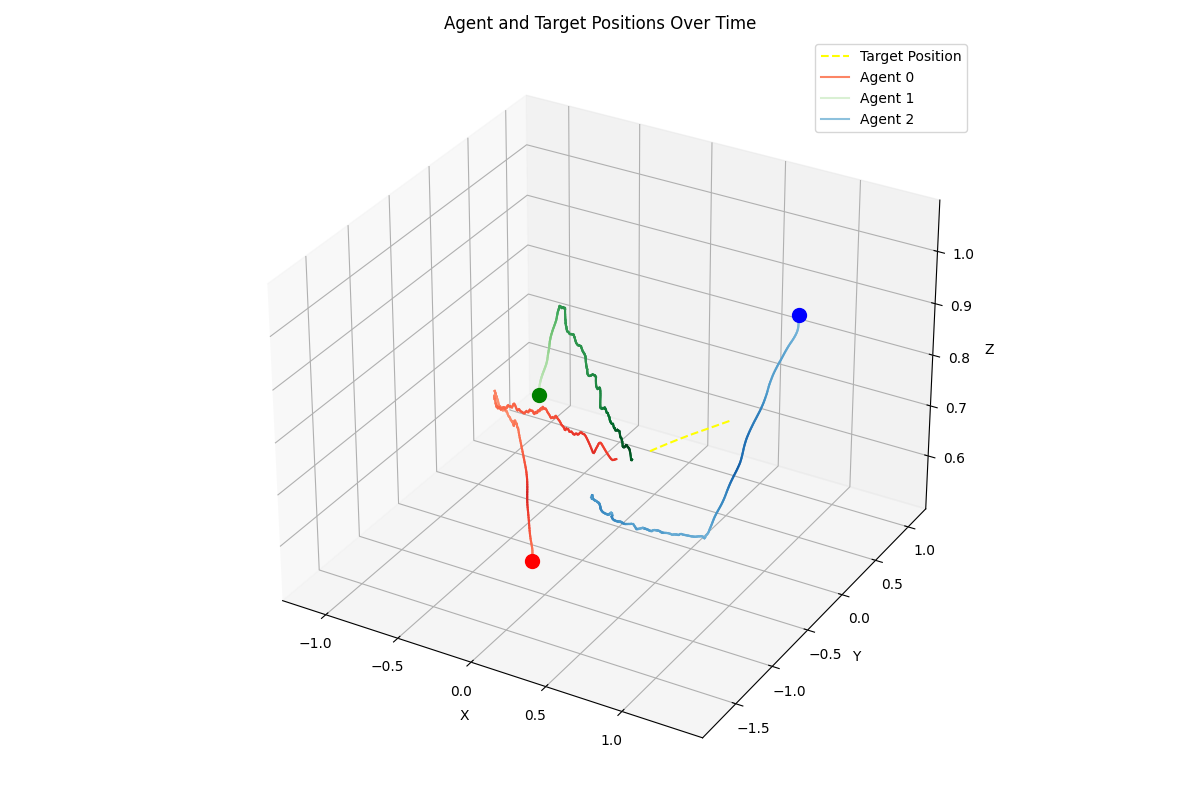 Agent and Target Positions Over Time
Target Position
Agent 0
Agent 1
Agent 2
1.0
0.9
0.8
0.7
0.6
Z
1.0
0.5
0.0
−0.5
−1.0
−1.5
Y
−1.0
−0.5
0.0
0.5
1.0
X